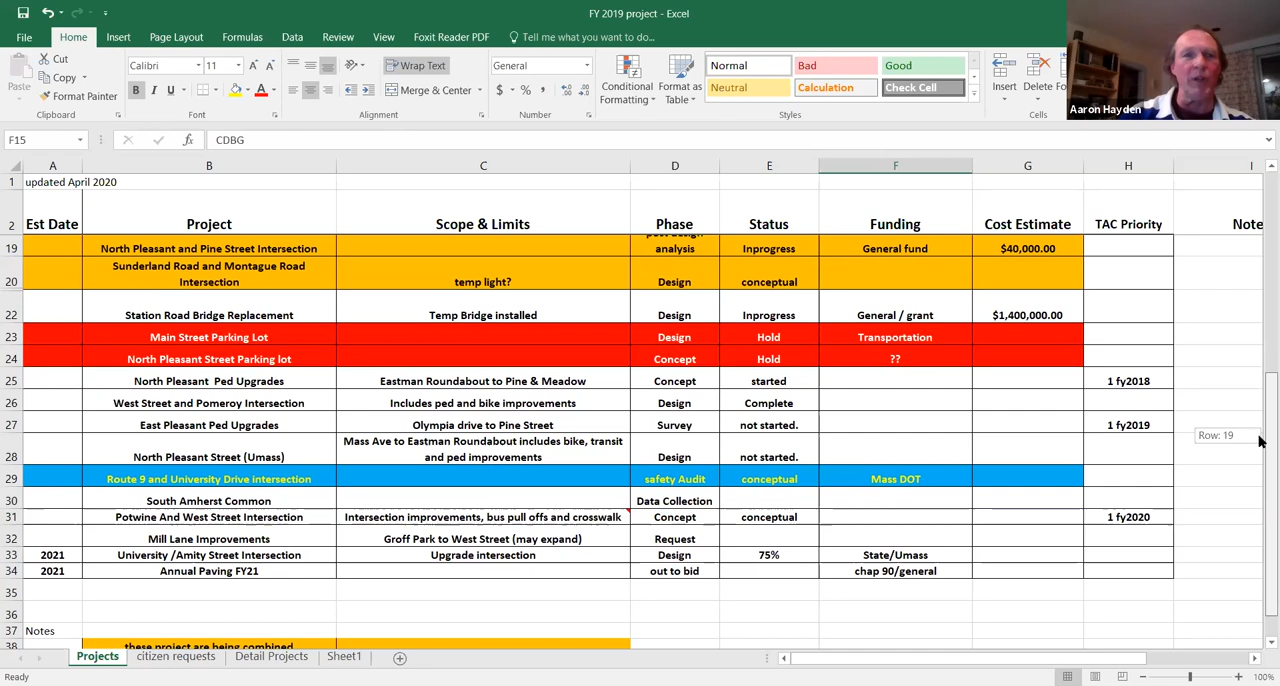 FY 2019 project - Excel
File Home Insert Page Layout Formulas Data Review View Foxit Reader PDF Tell me what you want to do...
Cut
Copy
Format Painter
Paste
Clipboard
Calibri 11
B I U
Font
Wrap Text
Merge & Center
Alignment
General
$ % ,
Number
Conditional Formatting
Format as Table
Normal Bad Good
Neutral Calculation Check Cell
Styles
Insert Delete
Cells
Aaron Hayden
F15 fx CDBG
A B C D E F G H I
1 updated April 2020
2 Est Date Project Scope & Limits Phase Status Funding Cost Estimate TAC Priority Note
19 North Pleasant and Pine Street Intersection analysis Inprogress General fund $40,000.00
20 Sunderland Road and Montague Road Intersection temp light? Design conceptual
22 Station Road Bridge Replacement Temp Bridge installed Design Inprogress General / grant $1,400,000.00
23 Main Street Parking Lot Design Hold Transportation
24 North Pleasant Street Parking lot Concept Hold ??
25 North Pleasant Ped Upgrades Eastman Roundabout to Pine & Meadow Concept started 1 fy2018
26 West Street and Pomeroy Intersection Includes ped and bike improvements Design Complete
27 East Pleasant Ped Upgrades Olympia drive to Pine Street Survey not started. 1 fy2019
28 North Pleasant Street (Umass) Mass Ave to Eastman Roundabout includes bike, transit and ped improvements Design not started.
29 Route 9 and University Drive intersection safety Audit conceptual Mass DOT
30 South Amherst Common Data Collection
31 Potwine And West Street Intersection Intersection improvements, bus pull offs and crosswalk Concept conceptual 1 fy2020
32 Mill Lane Improvements Groff Park to West Street (may expand) Request
33 2021 University /Amity Street Intersection Upgrade intersection Design 75% State/Umass
34 2021 Annual Paving FY21 out to bid chap 90/general
35
36
37 Notes
38 these project are being combined
Row: 19
Projects citizen requests Detail Projects Sheet1
Ready 100%